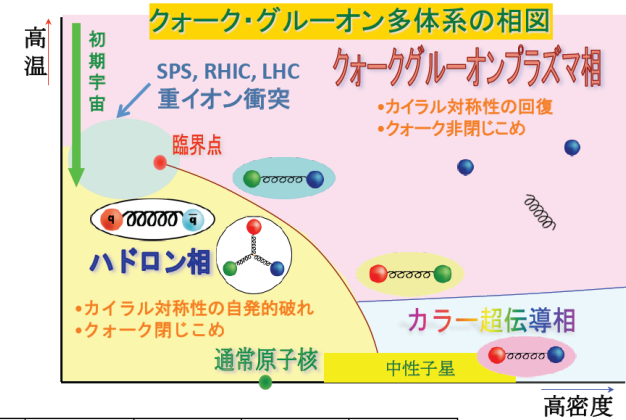 クォーク・グルーオン多体系の相図
高温
初期宇宙
SPS, RHIC, LHC
重イオン衝突
クォークグルーオンプラズマ相
・カイラル対称性の回復
・クォーク非閉じこめ
臨界点
q q̄
ハドロン相
・カイラル対称性の自発的破れ
・クォーク閉じこめ
カラー超伝導相
通常原子核
中性子星
高密度